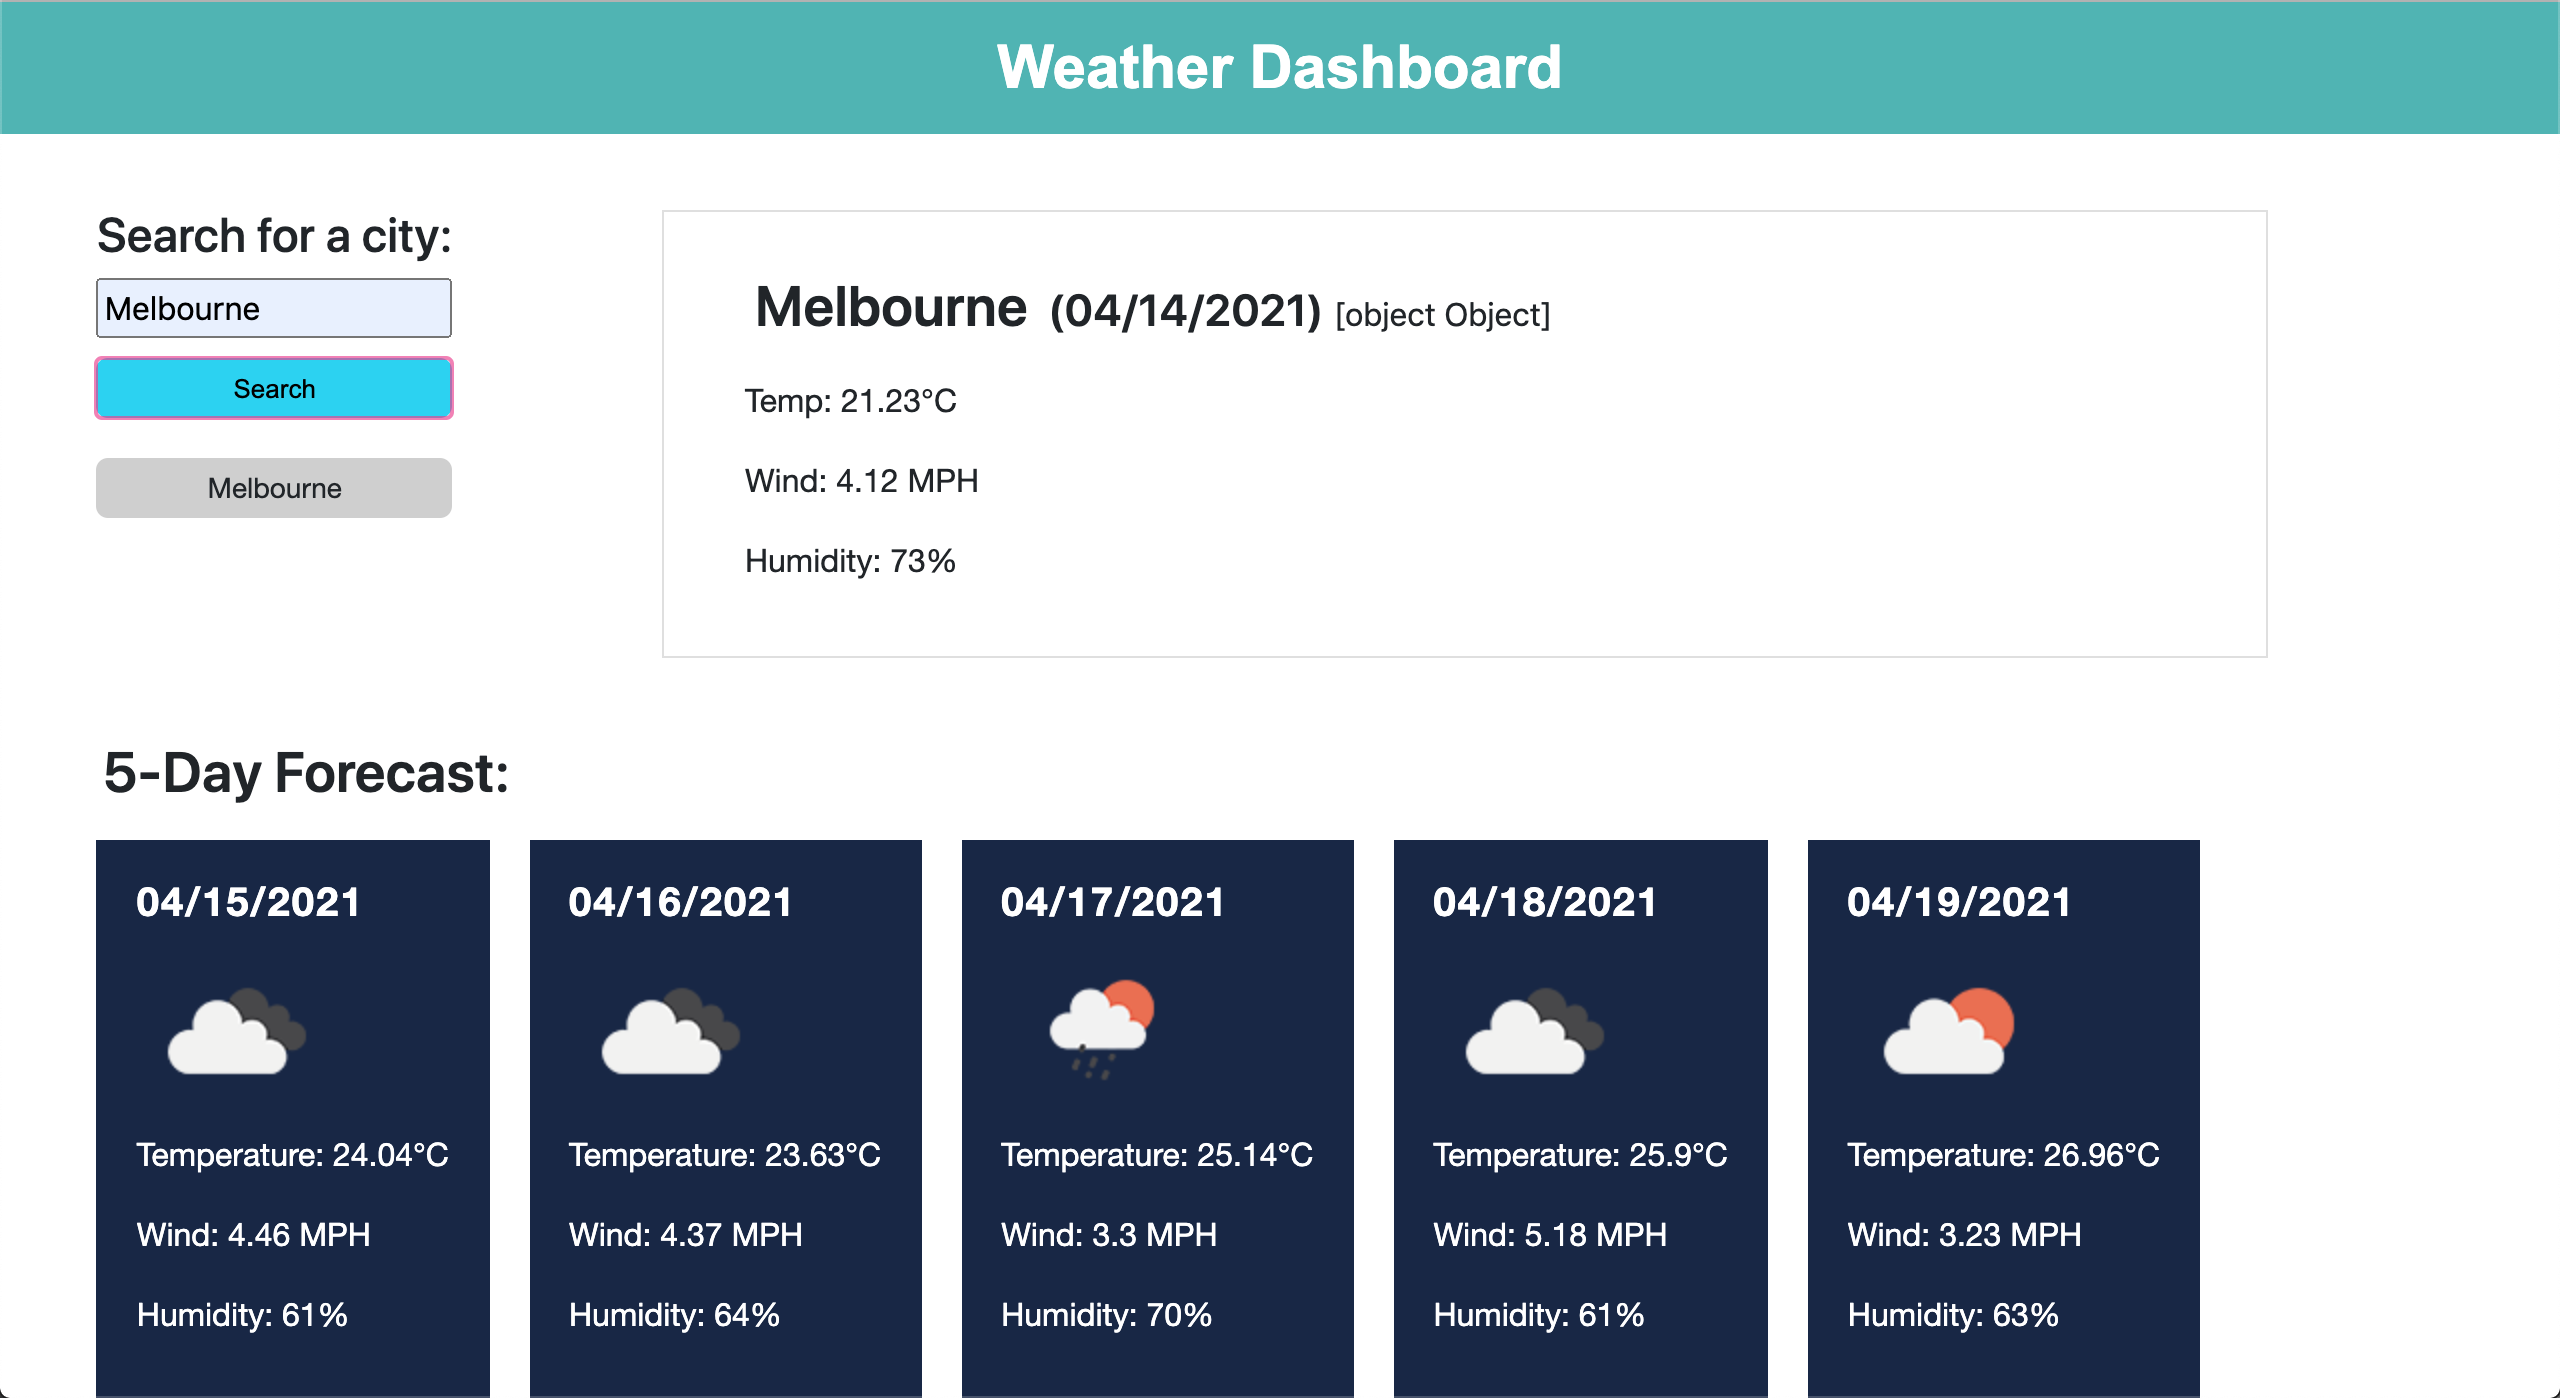 Weather Dashboard
Search for a city:
Melbourne
Search
Melbourne
Melbourne (04/14/2021) [object Object]
Temp: 21.23°C
Wind: 4.12 MPH
Humidity: 73%
5-Day Forecast:
04/15/2021
Temperature: 24.04°C
Wind: 4.46 MPH
Humidity: 61%
04/16/2021
Temperature: 23.63°C
Wind: 4.37 MPH
Humidity: 64%
04/17/2021
Temperature: 25.14°C
Wind: 3.3 MPH
Humidity: 70%
04/18/2021
Temperature: 25.9°C
Wind: 5.18 MPH
Humidity: 61%
04/19/2021
Temperature: 26.96°C
Wind: 3.23 MPH
Humidity: 63%